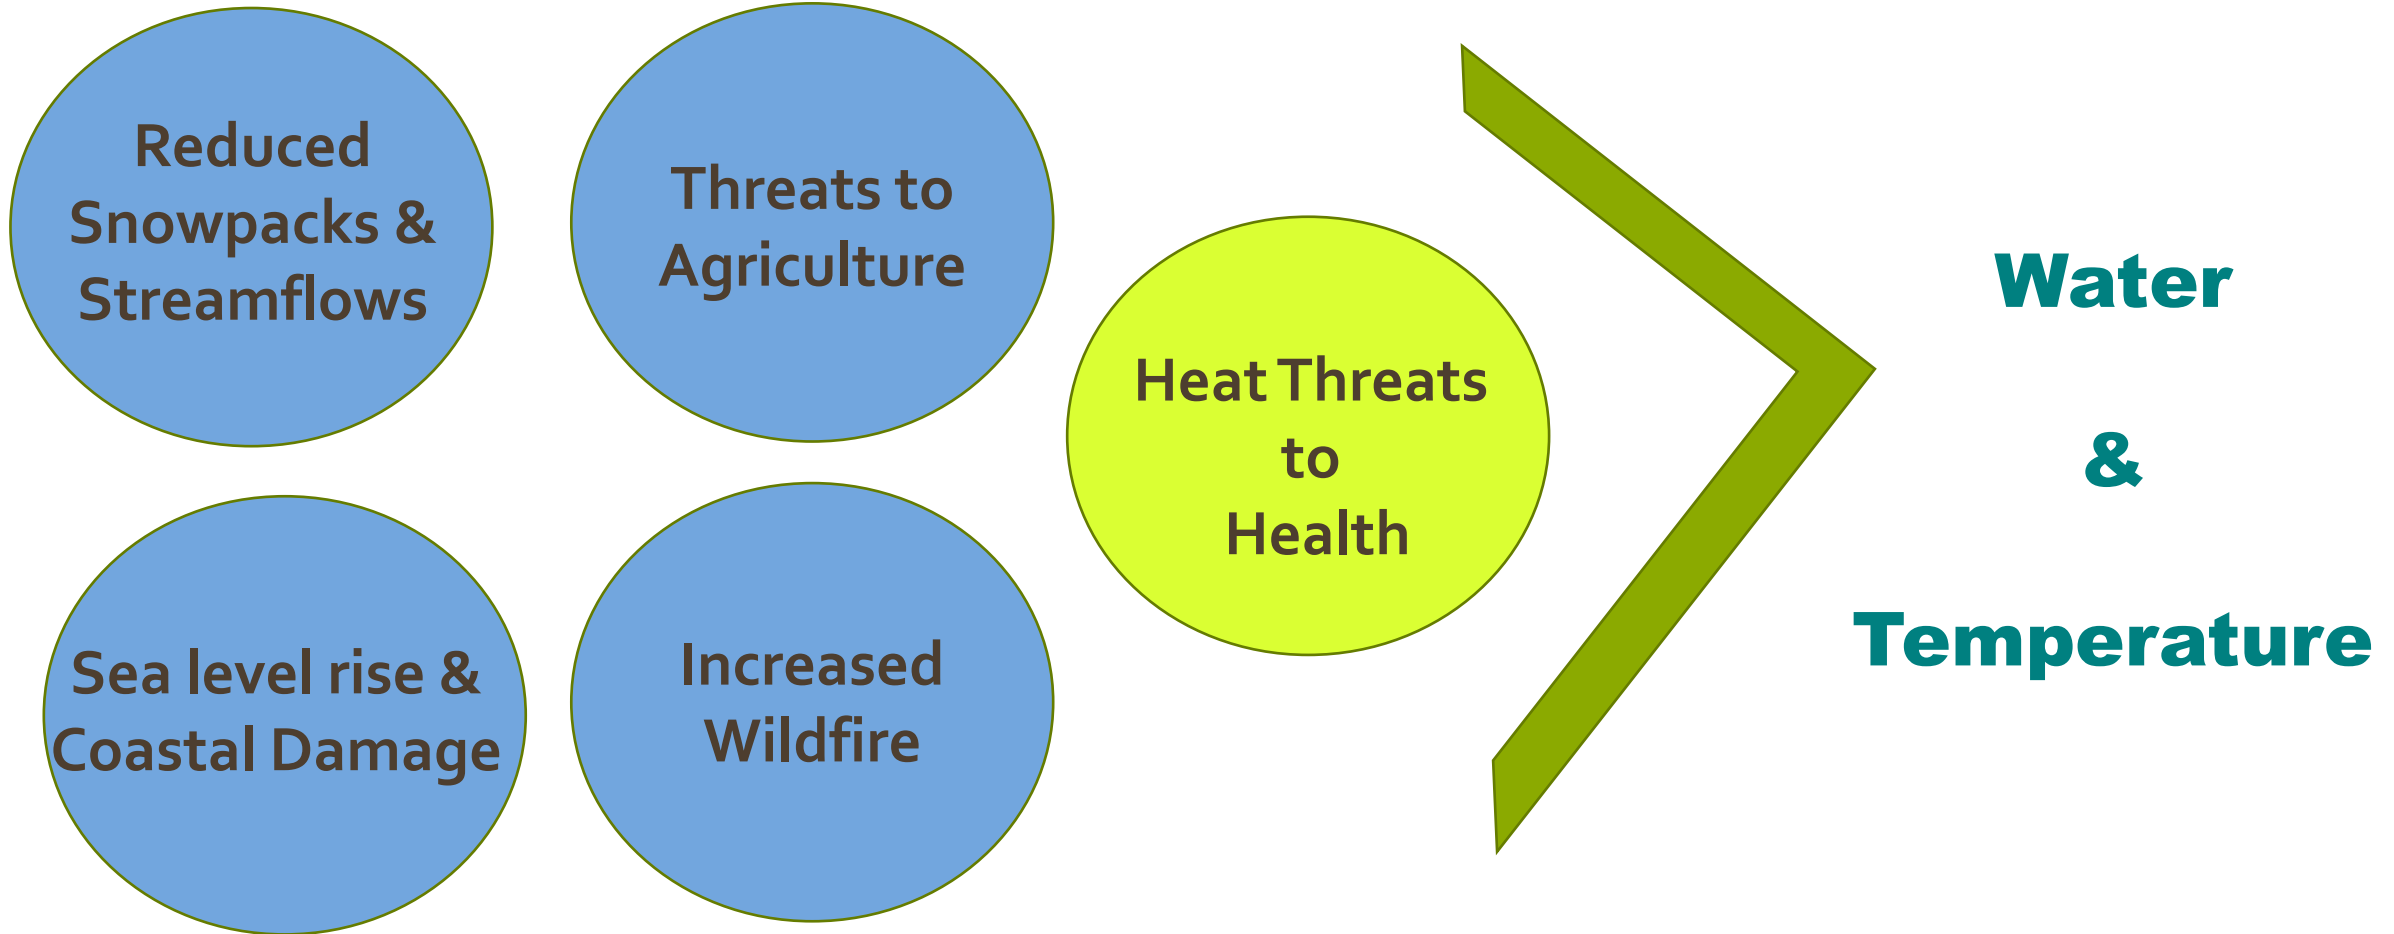 Reduced
Snowpacks &
Streamflows
Threats to
Agriculture
Sea level rise &
Coastal Damage
Increased
Wildfire
Heat Threats
to
Health
Water
&
Temperature